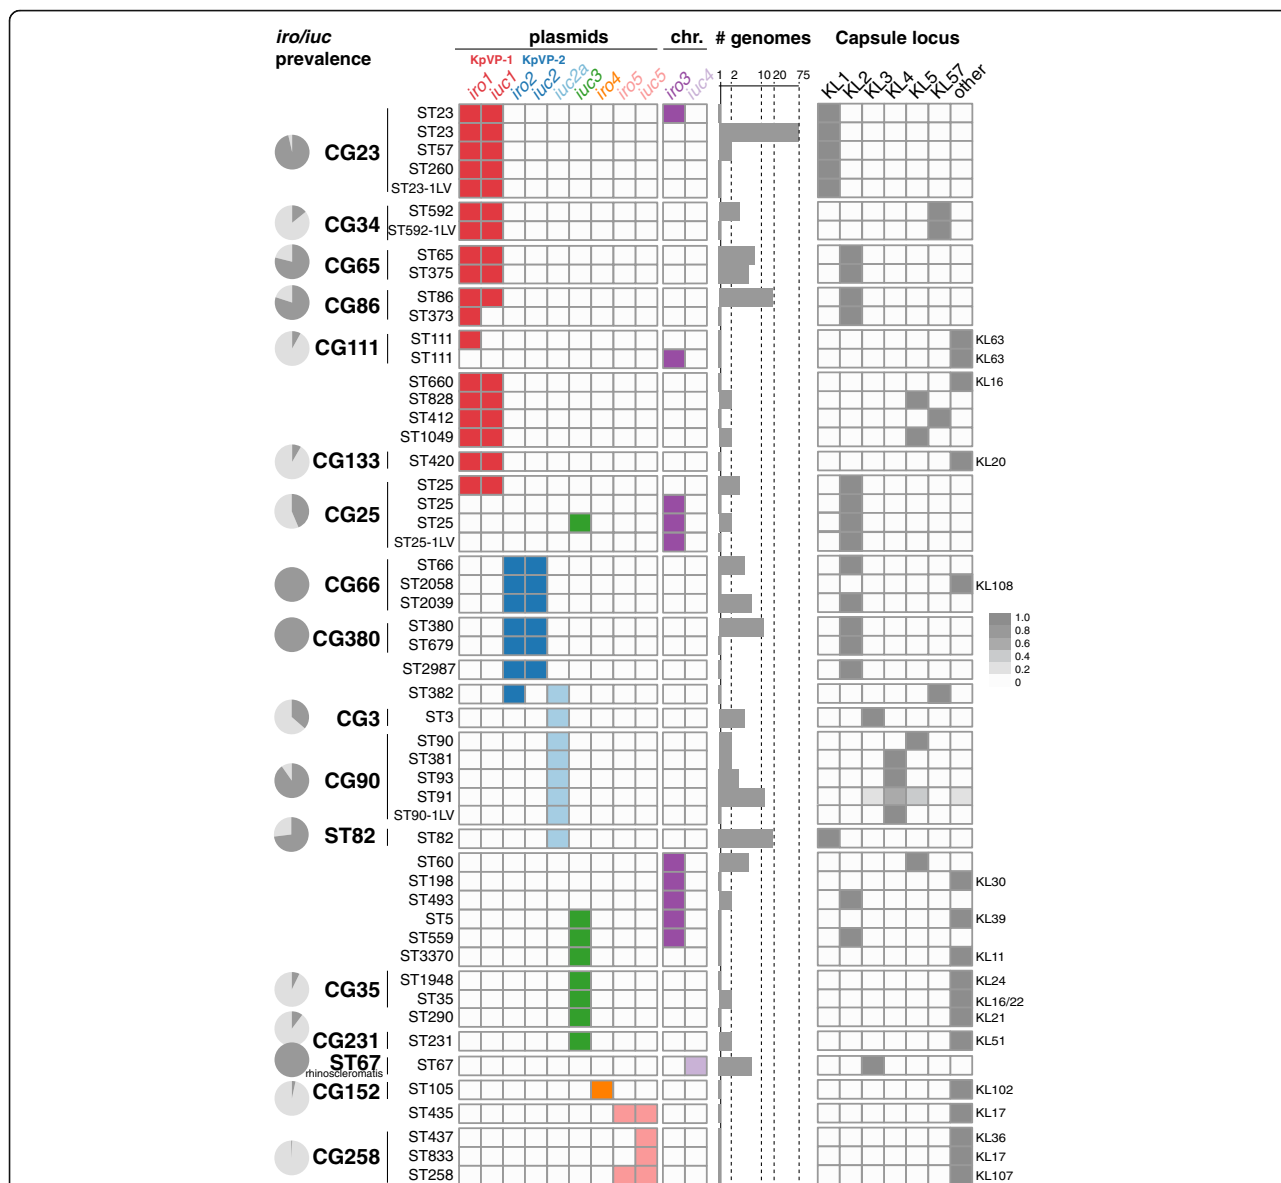 iro/iuc
prevalence
plasmids
chr.
# genomes
Capsule locus
KpVP-1
KpVP-2
iro1
iuc1
iro2
iuc2
iuc2a
iuc3
iro4
iro5
iuc5
iro3
iuc4
1 2 10 20 75
KL1
KL2
KL3
KL4
KL5
KL57
other
CG23
ST23
ST23
ST57
ST260
ST23-1LV
CG34
ST592
ST592-1LV
CG65
ST65
ST375
CG86
ST86
ST373
CG111
ST111 KL63
ST111 KL63
ST660 KL16
ST828
ST412
ST1049
CG133 ST420 KL20
CG25
ST25
ST25
ST25
ST25-1LV
CG66
ST66
ST2058 KL108
ST2039
CG380
ST380
ST679
ST2987
ST382
CG3 ST3
CG90
ST90
ST381
ST93
ST91
ST90-1LV
ST82 ST82
ST60
ST198 KL30
ST493
ST5 KL39
ST559
ST3370 KL11
CG35
ST1948 KL24
ST35 KL16/22
ST290 KL21
CG231 ST231 KL51
ST67 ST67
rhinoscleromatis
CG152 ST105 KL102
ST435 KL17
CG258
ST437 KL36
ST833 KL17
ST258 KL107
1.0
0.8
0.6
0.4
0.2
0